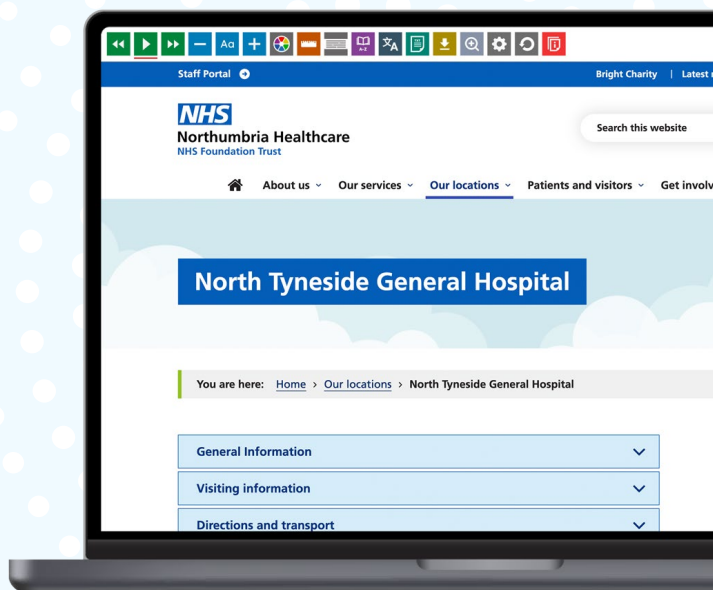 Aa
A-Z
Staff Portal
Bright Charity | Latest
NHS
Northumbria Healthcare
NHS Foundation Trust
Search this website
About us
Our services
Our locations
Patients and visitors
Get involv
North Tyneside General Hospital
You are here: Home > Our locations > North Tyneside General Hospital
General Information
Visiting information
Directions and transport